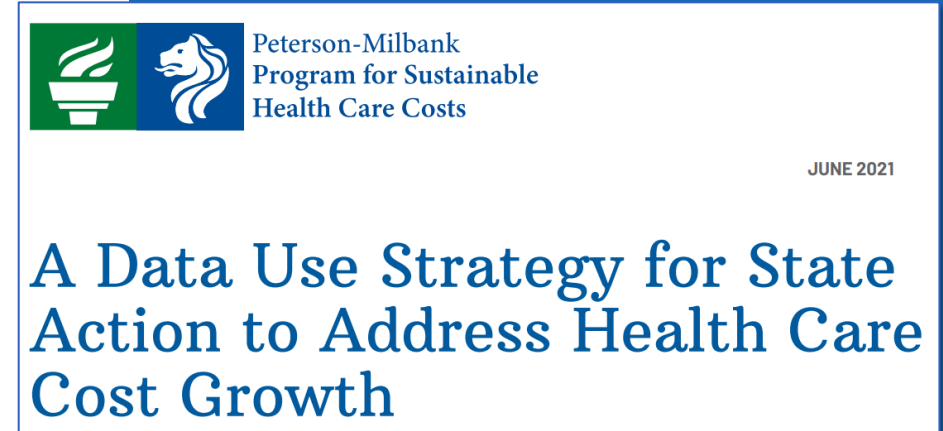 Peterson-Milbank
Program for Sustainable
Health Care Costs
JUNE 2021
A Data Use Strategy for State
Action to Address Health Care
Cost Growth